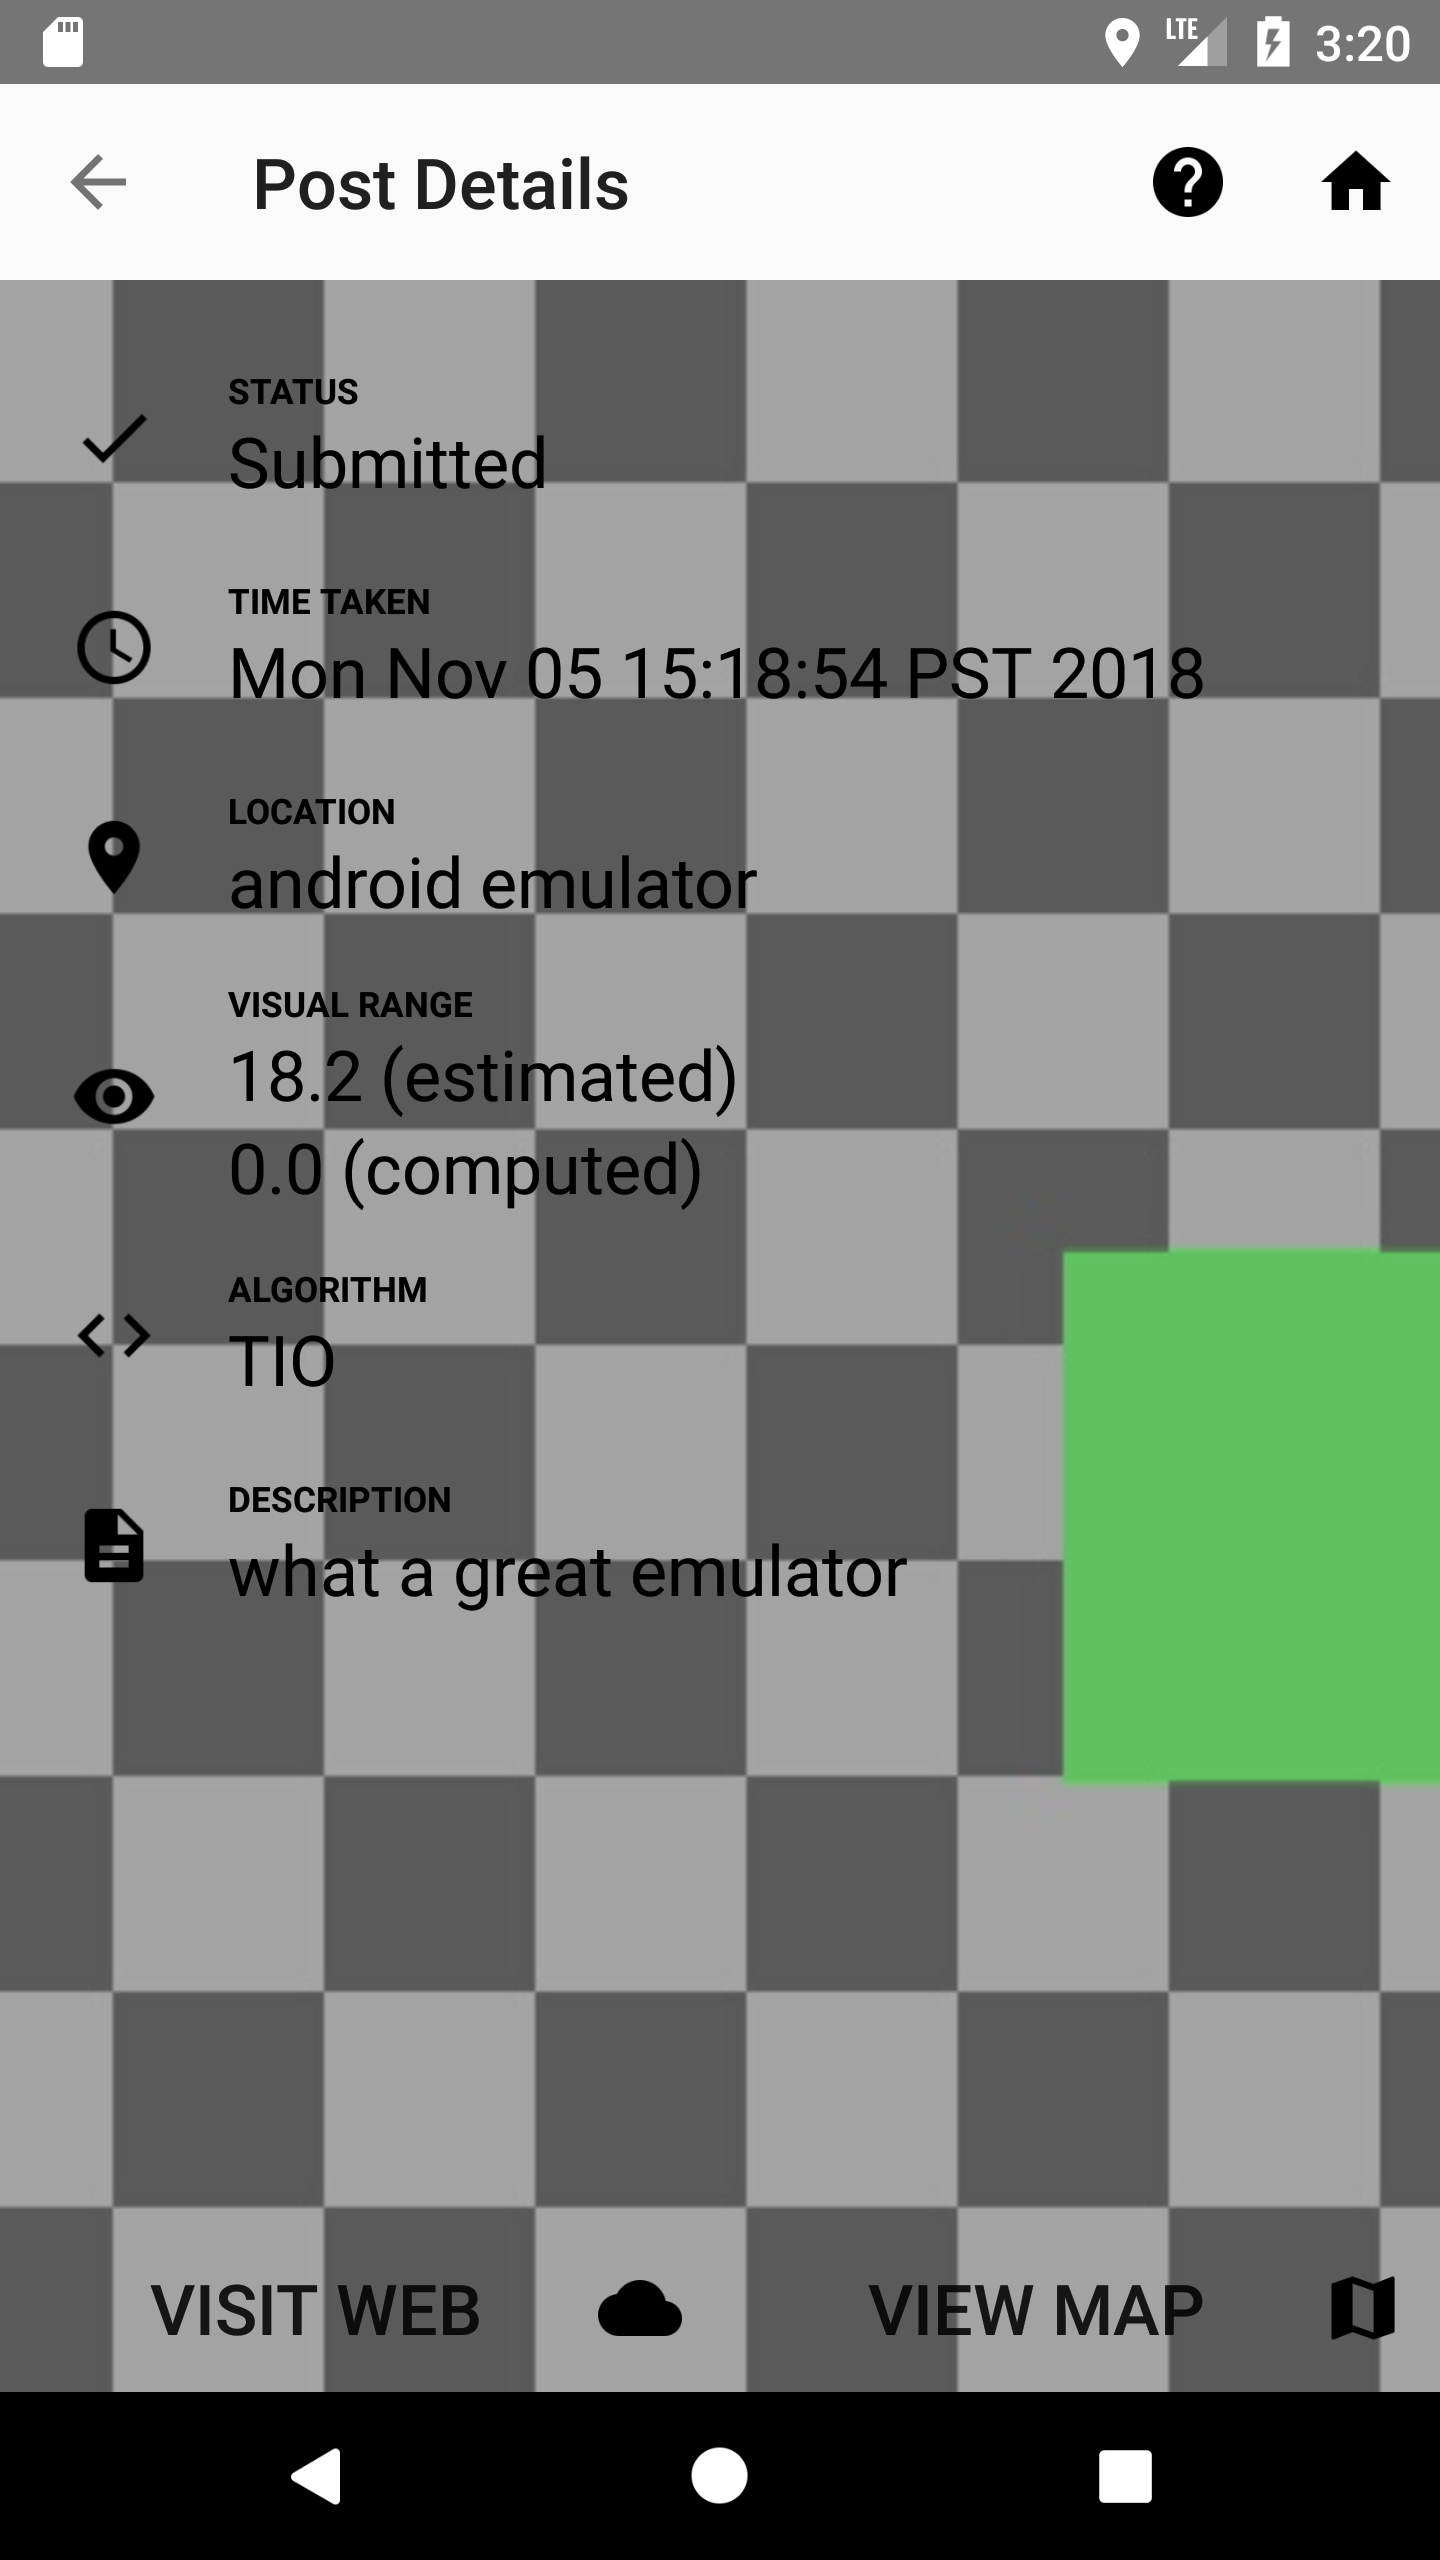 LTE 3:20
Post Details
STATUS
Submitted
TIME TAKEN
Mon Nov 05 15:18:54 PST 2018
LOCATION
android emulator
VISUAL RANGE
18.2 (estimated)
0.0 (computed)
ALGORITHM
TIO
DESCRIPTION
what a great emulator
VISIT WEB VIEW MAP